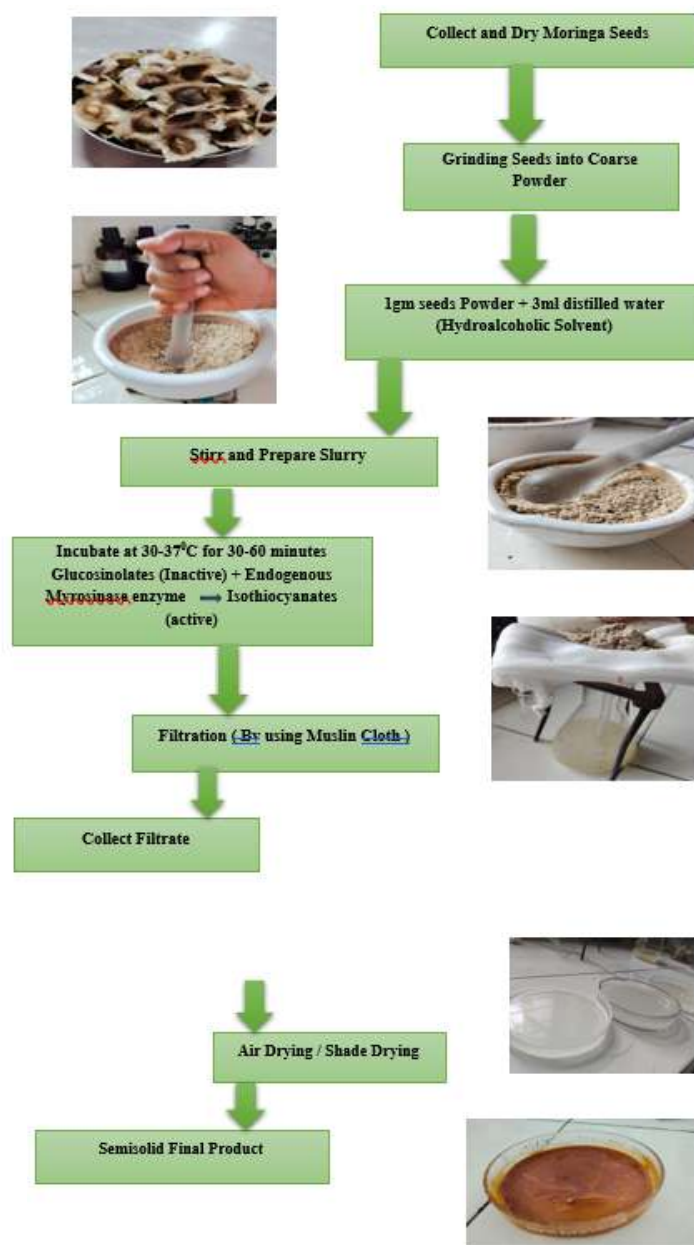 Collect and Dry Moringa Seeds
Grinding Seeds into Coarse
Powder
1gm seeds Powder + 3ml distilled water
(Hydroalcoholic Solvent)
Stirr and Prepare Slurry
Incubate at 30-37⁰C for 30-60 minutes
Glucosinolates (Inactive) + Endogenous
Myrosinase enzyme → Isothiocyanates
(active)
Filtration ( By using Muslin Cloth )
Collect Filtrate
Air Drying / Shade Drying
Semisolid Final Product